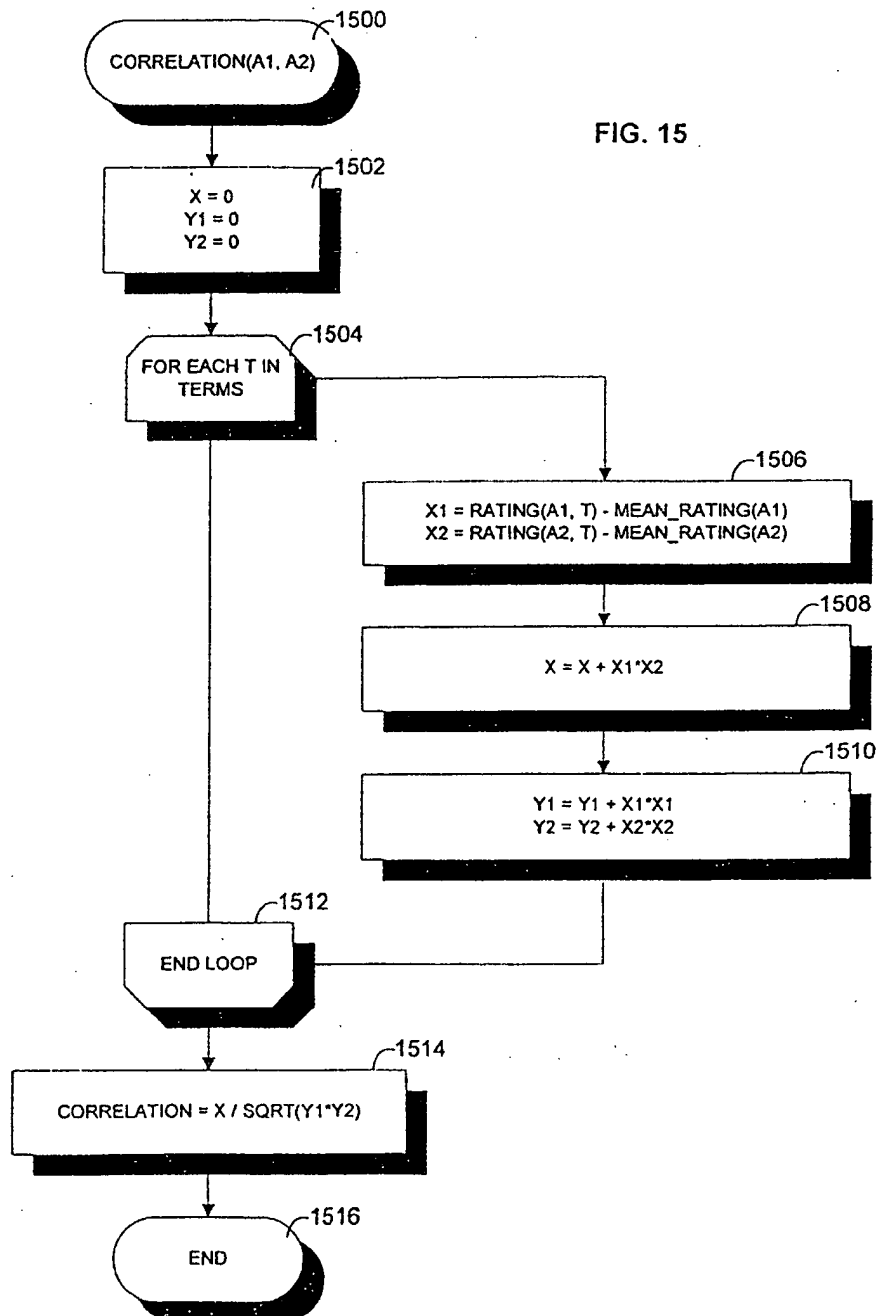 1500
CORRELATION(A1, A2)
FIG. 15
1502
X = 0
Y1 = 0
Y2 = 0
1504
FOR EACH T IN
TERMS
1506
X1 = RATING(A1, T) - MEAN_RATING(A1)
X2 = RATING(A2, T) - MEAN_RATING(A2)
1508
X = X + X1*X2
1510
Y1 = Y1 + X1*X1
Y2 = Y2 + X2*X2
1512
END LOOP
1514
CORRELATION = X / SQRT(Y1*Y2)
1516
END